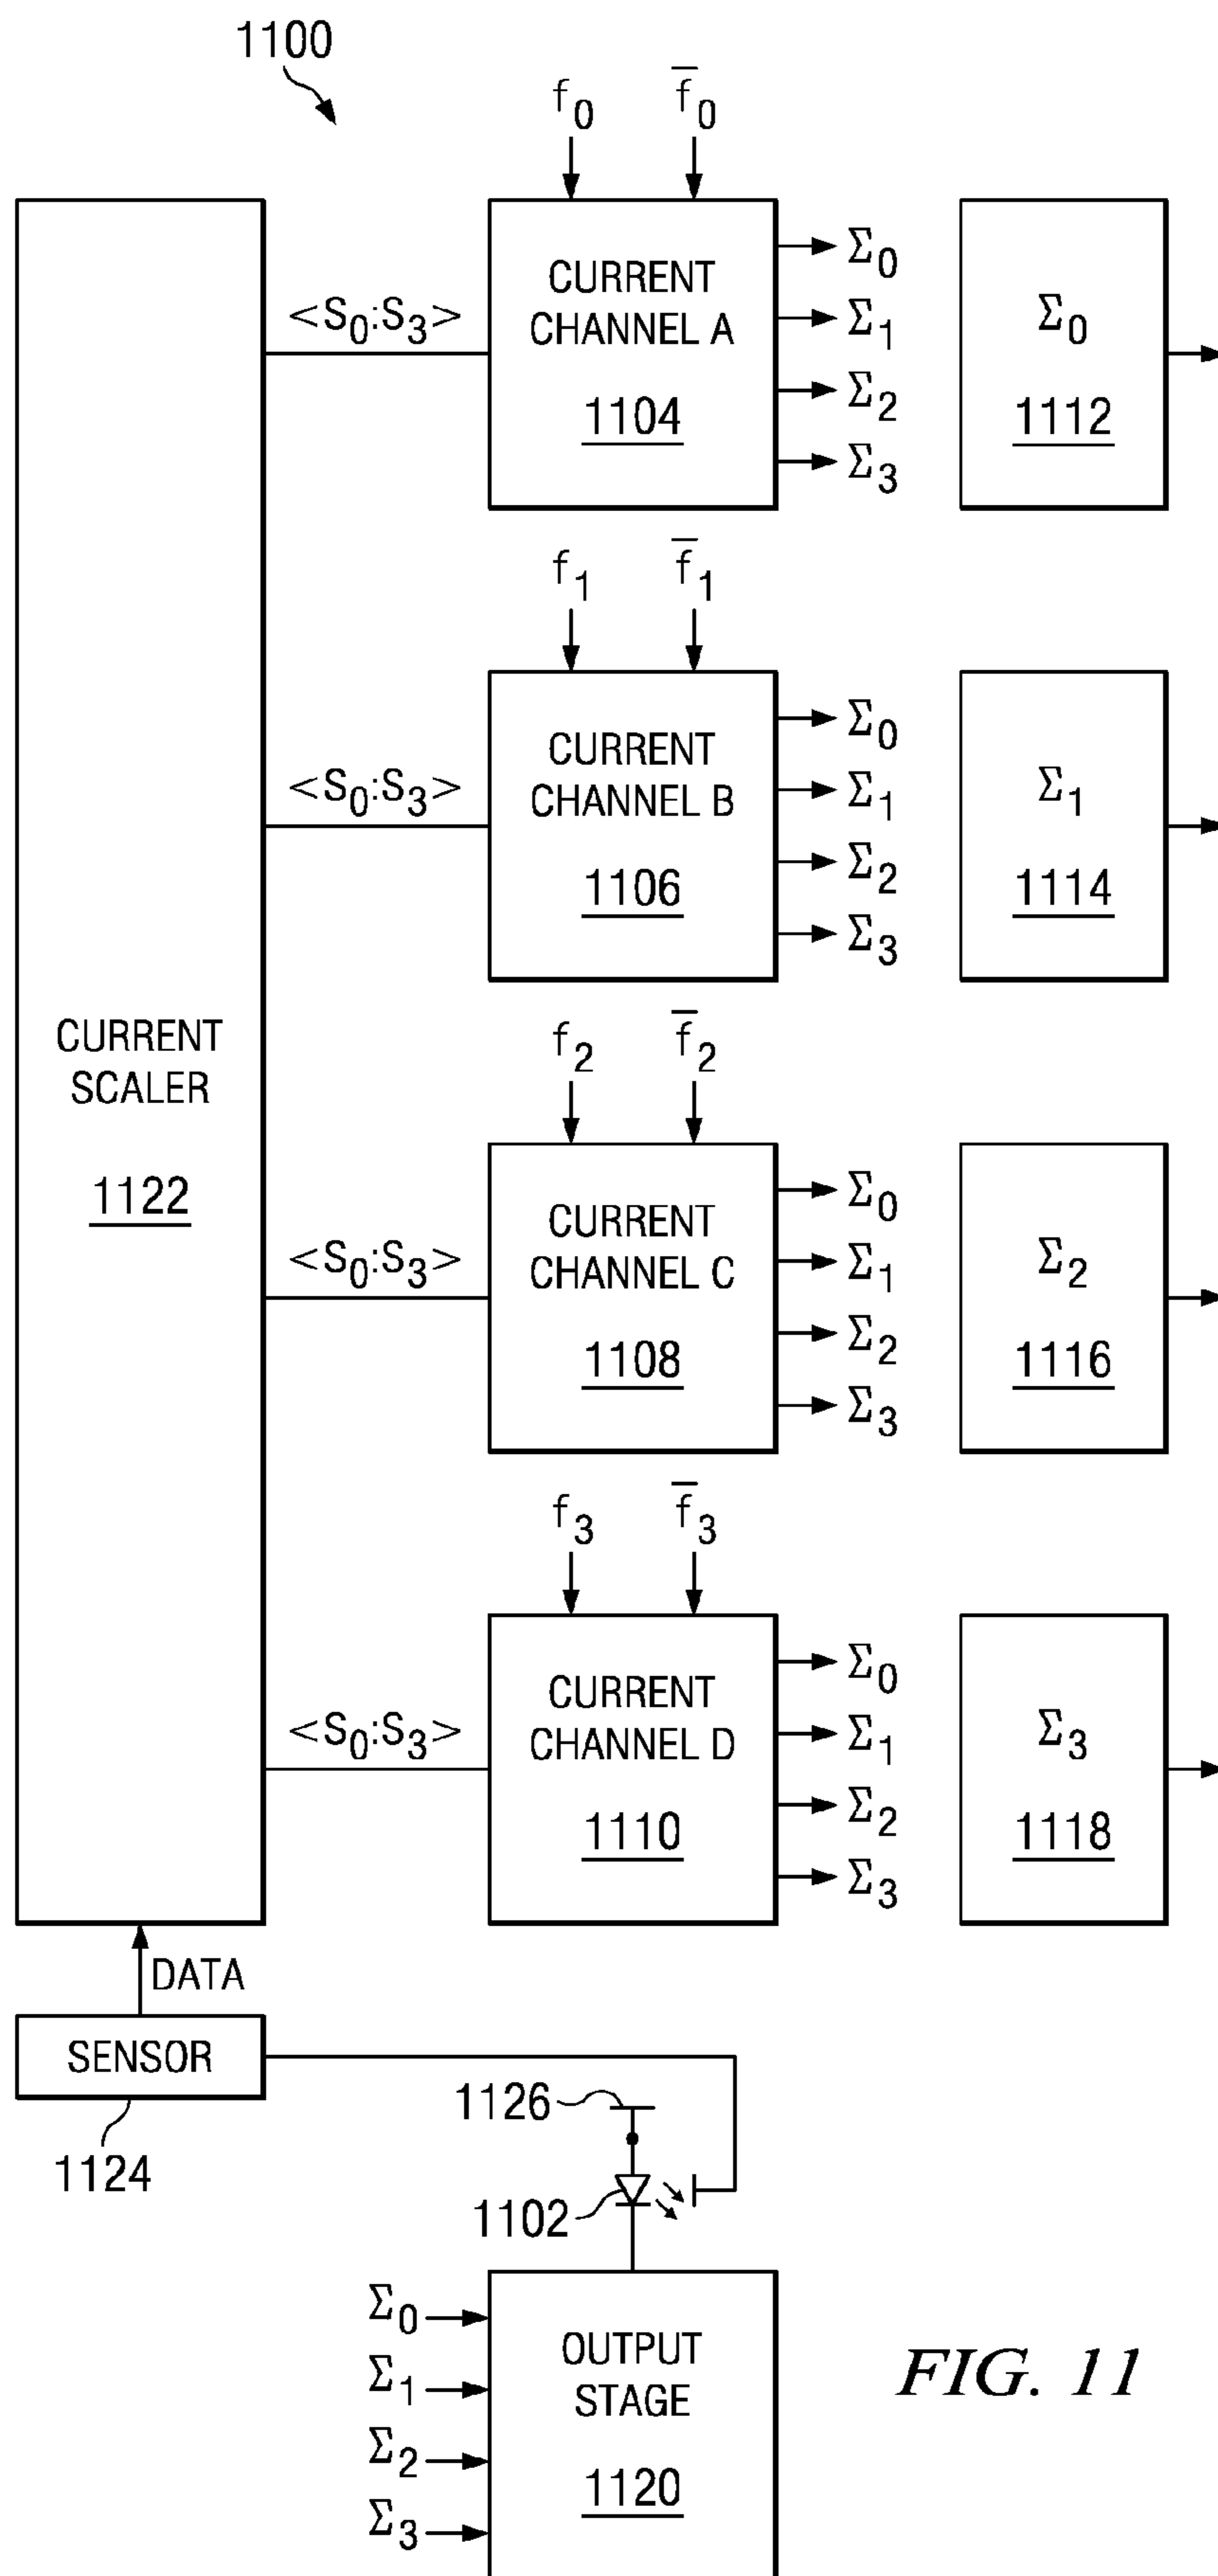 1100
f0 f̅0
<S0:S3>
CURRENT
CHANNEL A
1104
Σ0
Σ1
Σ2
Σ3
Σ0
1112
f1 f̅1
<S0:S3>
CURRENT
CHANNEL B
1106
Σ0
Σ1
Σ2
Σ3
Σ1
1114
CURRENT
SCALER
1122
f2 f̅2
<S0:S3>
CURRENT
CHANNEL C
1108
Σ0
Σ1
Σ2
Σ3
Σ2
1116
f3 f̅3
<S0:S3>
CURRENT
CHANNEL D
1110
Σ0
Σ1
Σ2
Σ3
Σ3
1118
DATA
SENSOR
1124
1126
1102
Σ0
Σ1
Σ2
Σ3
OUTPUT
STAGE
1120
FIG. 11